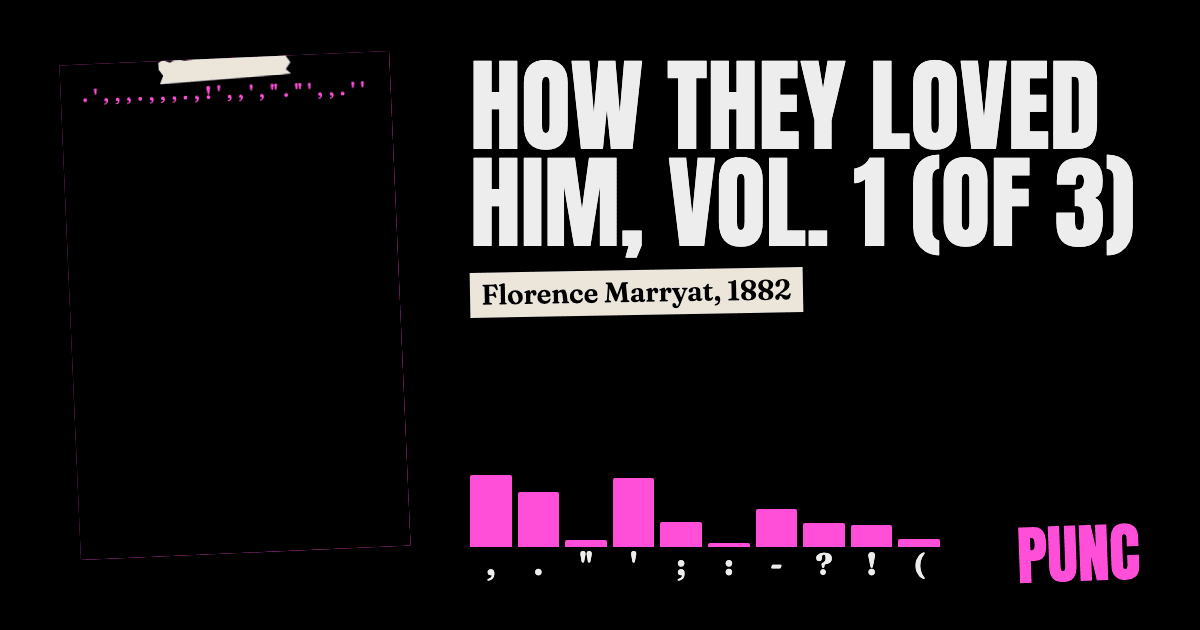 .',,,.,,,.,!',,',".."',,.''
HOW THEY LOVED
HIM, VOL. 1 (OF 3)
Florence Marryat, 1882
, . " ' ; : - ? ! (
PUNC